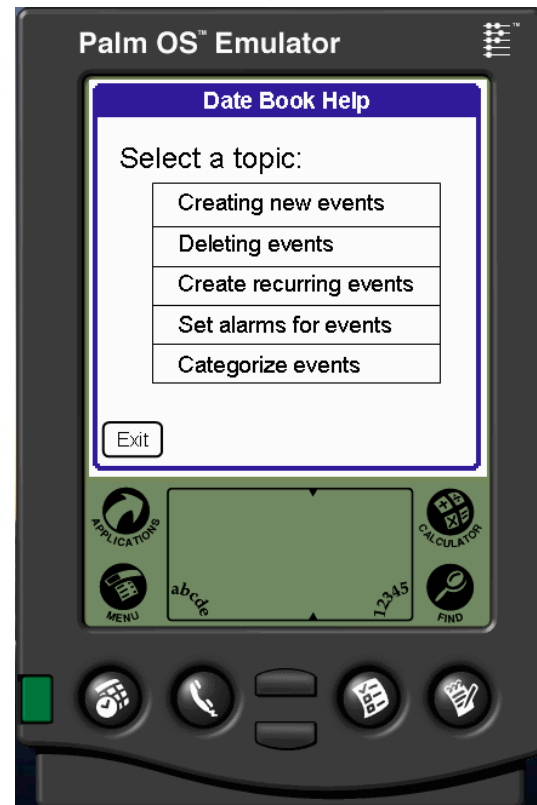 Palm OS™ Emulator
™
Date Book Help
Select a topic:
Creating new events
Deleting events
Create recurring events
Set alarms for events
Categorize events
Exit
APPLICATIONS
CALCULATOR
MENU
abcde
12345
FIND